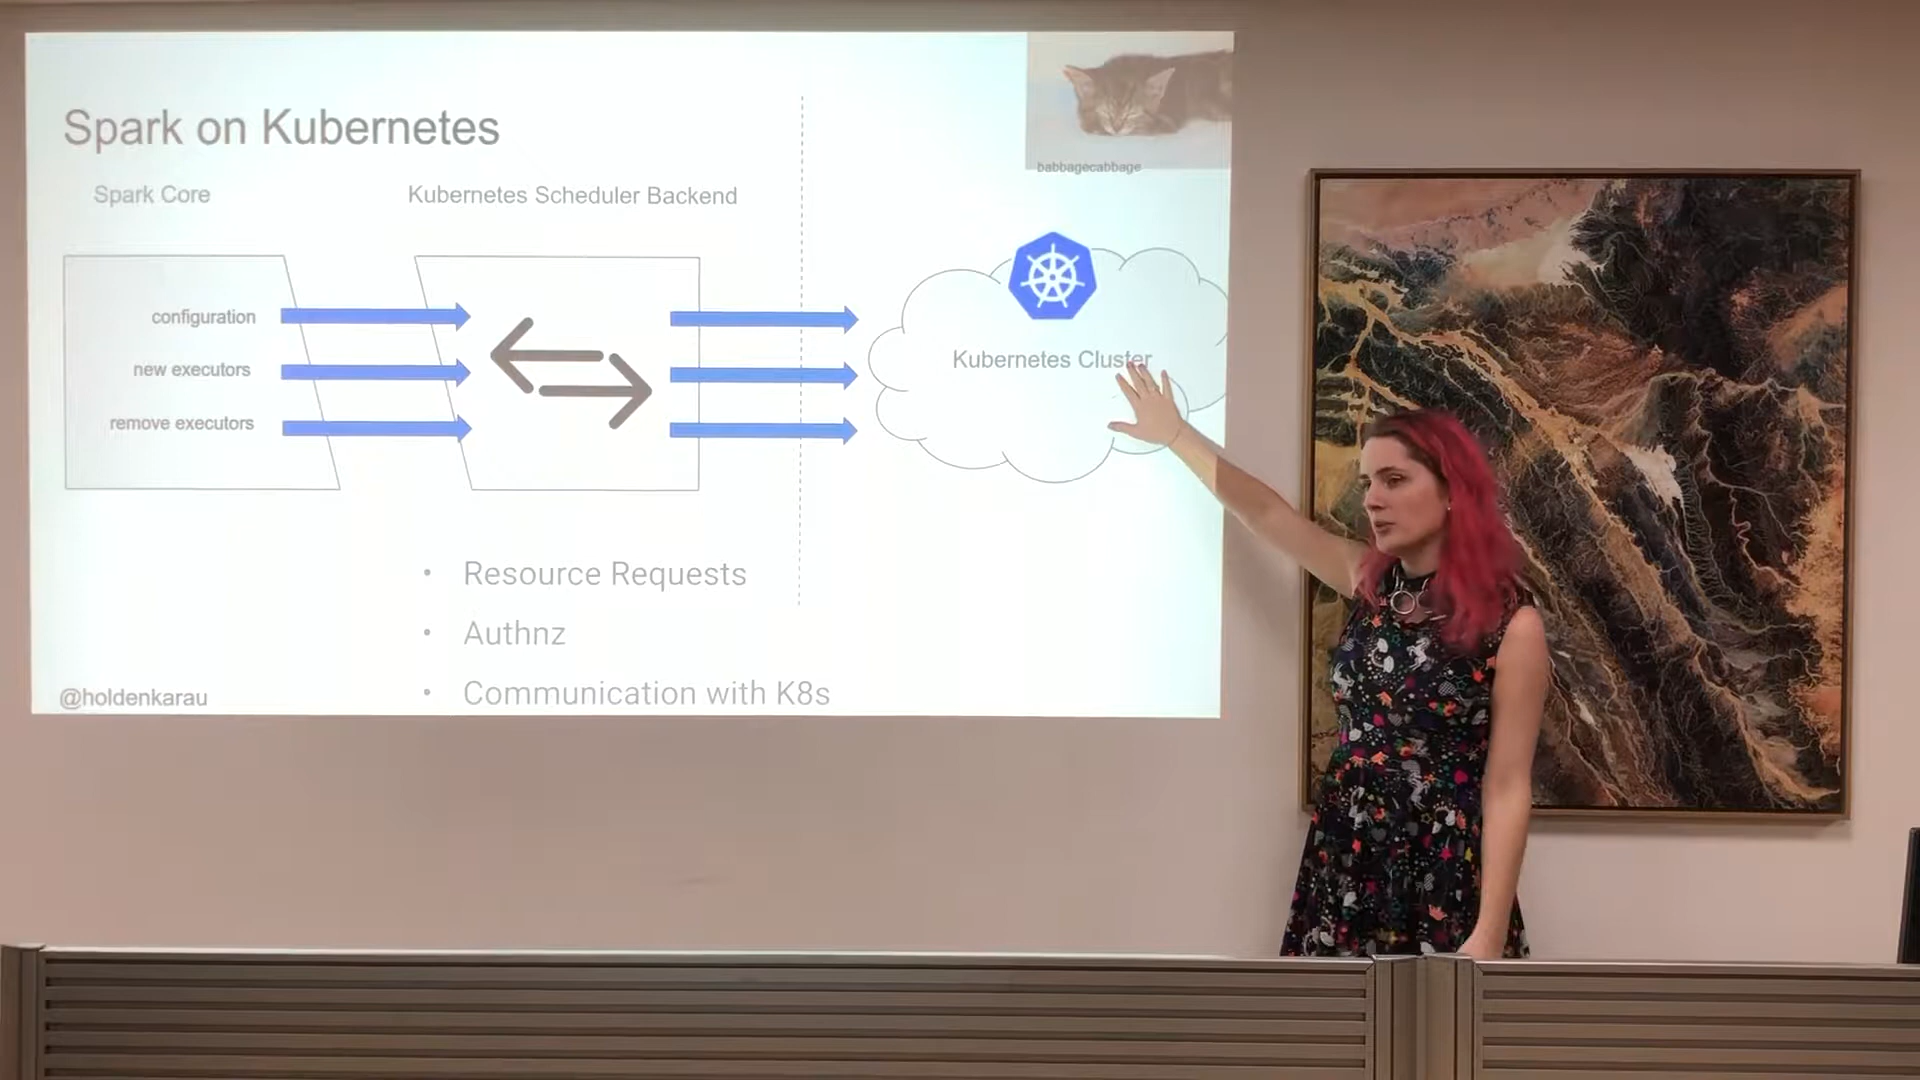 babbagecabbage
Spark on Kubernetes
Spark Core
Kubernetes Scheduler Backend
configuration
new executors
remove executors
Kubernetes Cluster
• Resource Requests
• Authnz
• Communication with K8s
@holdenkarau